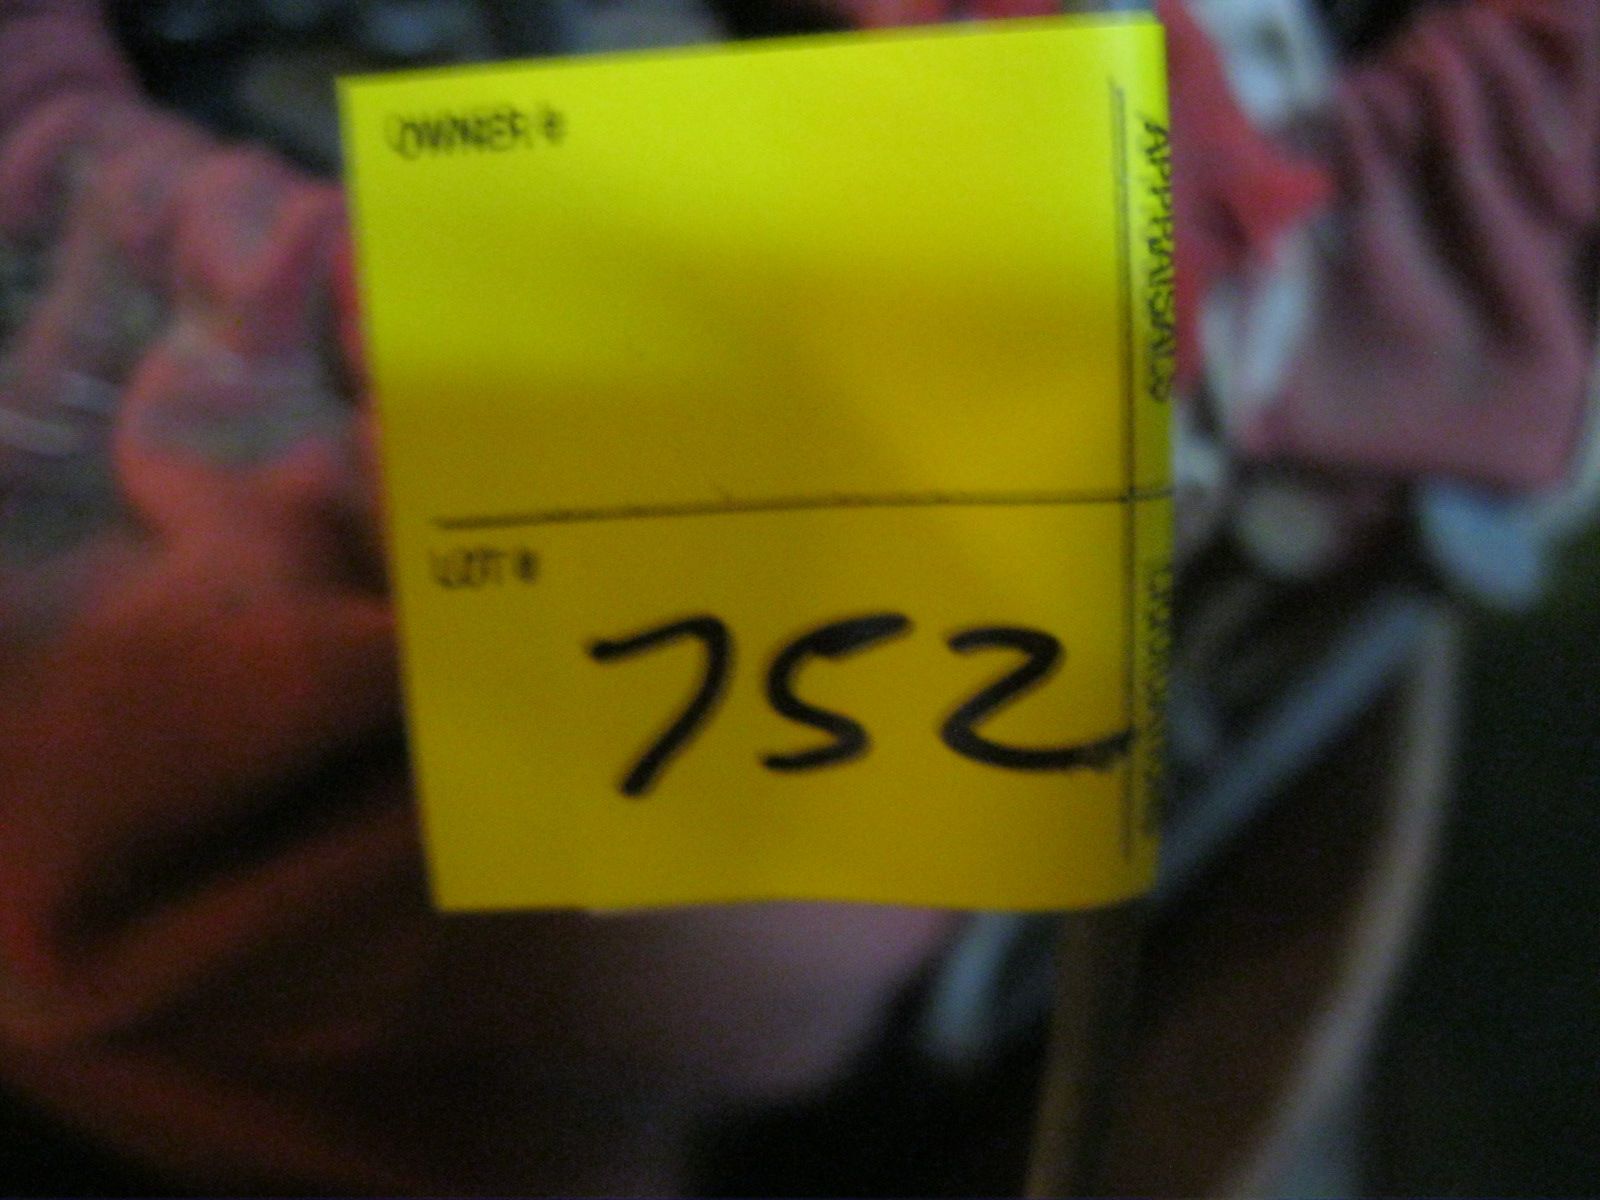 OWNER #
LOT #
752
APPRAISALS